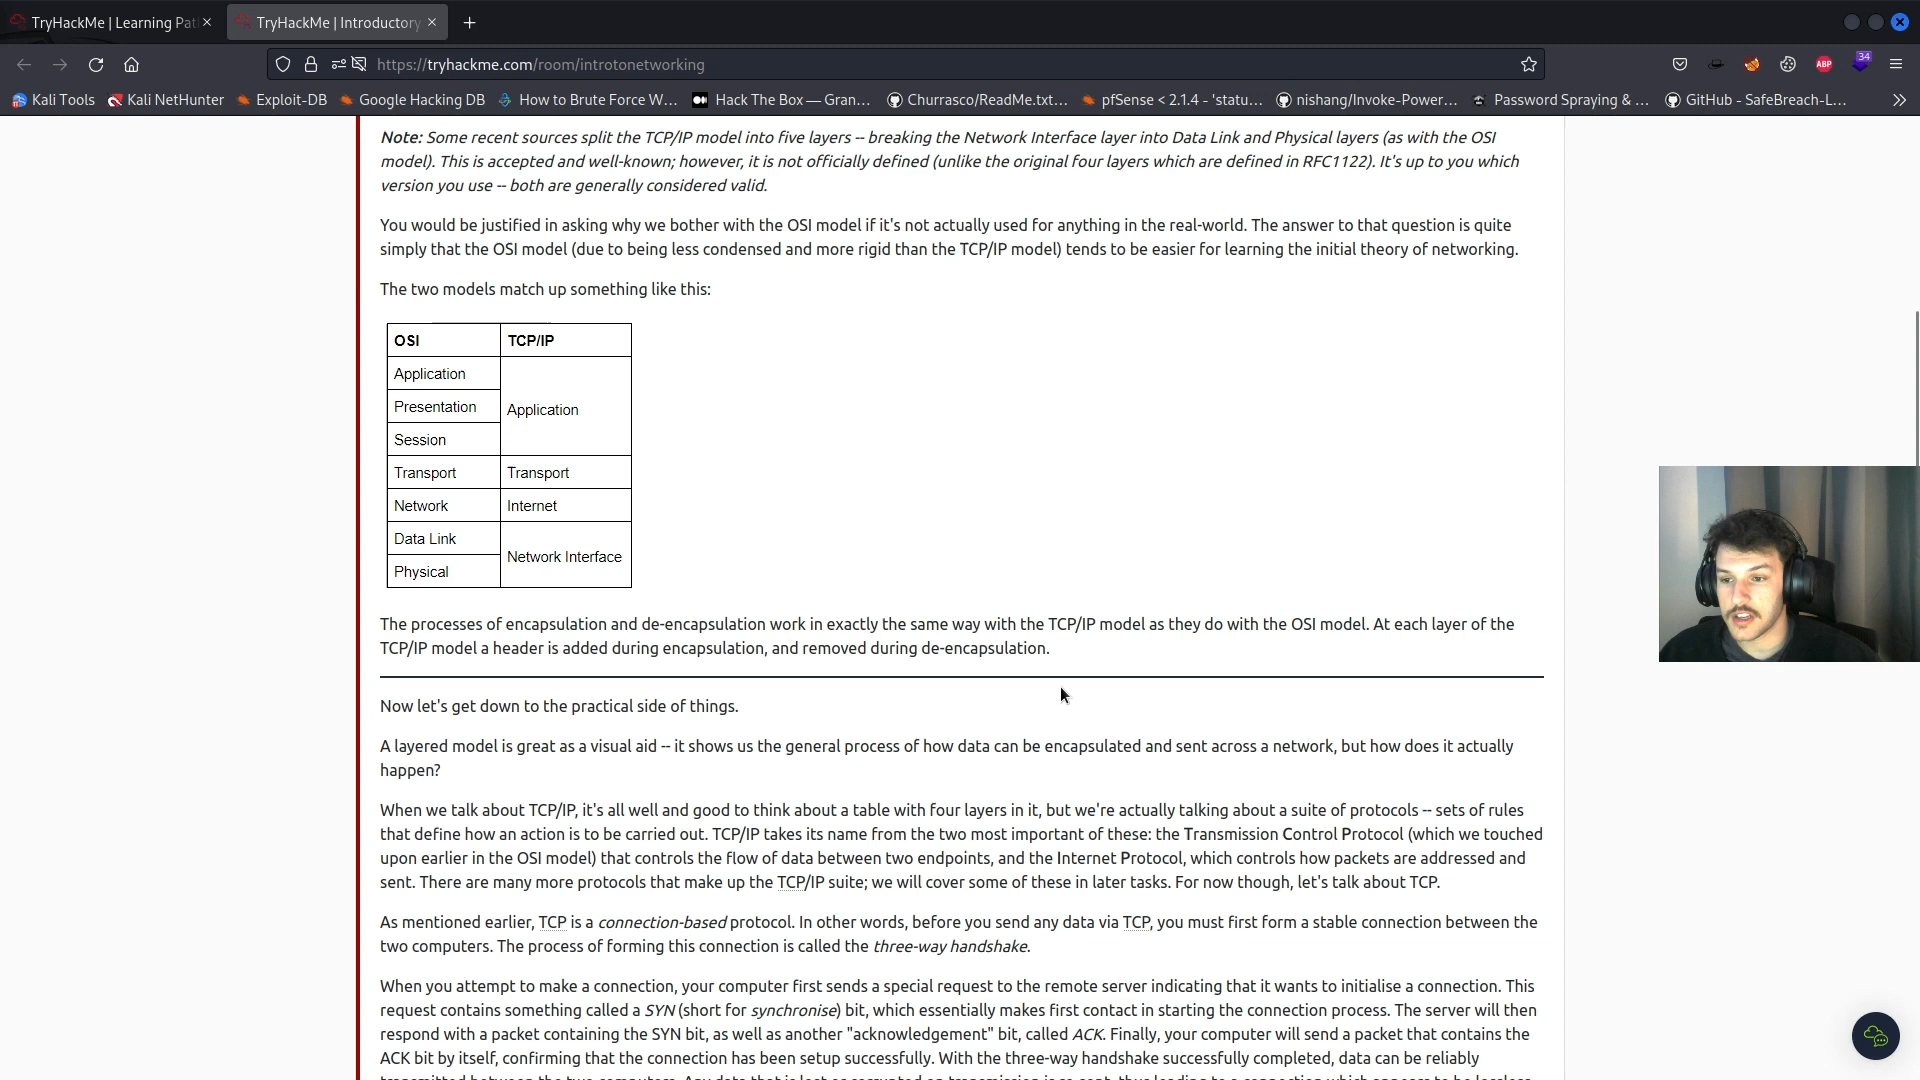 TryHackMe | Learning Pat
TryHackMe | Introductory
https://tryhackme.com/room/introtonetworking
ABP
34
Kali Tools
Kali NetHunter
Exploit-DB
Google Hacking DB
How to Brute Force W...
Hack The Box — Gran...
Churrasco/ReadMe.txt...
pfSense < 2.1.4 - 'statu...
nishang/Invoke-Power...
Password Spraying & ...
GitHub - SafeBreach-L...
Note: Some recent sources split the TCP/IP model into five layers -- breaking the Network Interface layer into Data Link and Physical layers (as with the OSI
model). This is accepted and well-known; however, it is not officially defined (unlike the original four layers which are defined in RFC1122). It's up to you which
version you use -- both are generally considered valid.
You would be justified in asking why we bother with the OSI model if it's not actually used for anything in the real-world. The answer to that question is quite
simply that the OSI model (due to being less condensed and more rigid than the TCP/IP model) tends to be easier for learning the initial theory of networking.
The two models match up something like this:
OSI TCP/IP
Application
Presentation Application
Session
Transport Transport
Network Internet
Data Link
Network Interface
Physical
The processes of encapsulation and de-encapsulation work in exactly the same way with the TCP/IP model as they do with the OSI model. At each layer of the
TCP/IP model a header is added during encapsulation, and removed during de-encapsulation.
Now let's get down to the practical side of things.
A layered model is great as a visual aid -- it shows us the general process of how data can be encapsulated and sent across a network, but how does it actually
happen?
When we talk about TCP/IP, it's all well and good to think about a table with four layers in it, but we're actually talking about a suite of protocols -- sets of rules
that define how an action is to be carried out. TCP/IP takes its name from the two most important of these: the Transmission Control Protocol (which we touched
upon earlier in the OSI model) that controls the flow of data between two endpoints, and the Internet Protocol, which controls how packets are addressed and
sent. There are many more protocols that make up the TCP/IP suite; we will cover some of these in later tasks. For now though, let's talk about TCP.
As mentioned earlier, TCP is a connection-based protocol. In other words, before you send any data via TCP, you must first form a stable connection between the
two computers. The process of forming this connection is called the three-way handshake.
When you attempt to make a connection, your computer first sends a special request to the remote server indicating that it wants to initialise a connection. This
request contains something called a SYN (short for synchronise) bit, which essentially makes first contact in starting the connection process. The server will then
respond with a packet containing the SYN bit, as well as another "acknowledgement" bit, called ACK. Finally, your computer will send a packet that contains the
ACK bit by itself, confirming that the connection has been setup successfully. With the three-way handshake successfully completed, data can be reliably